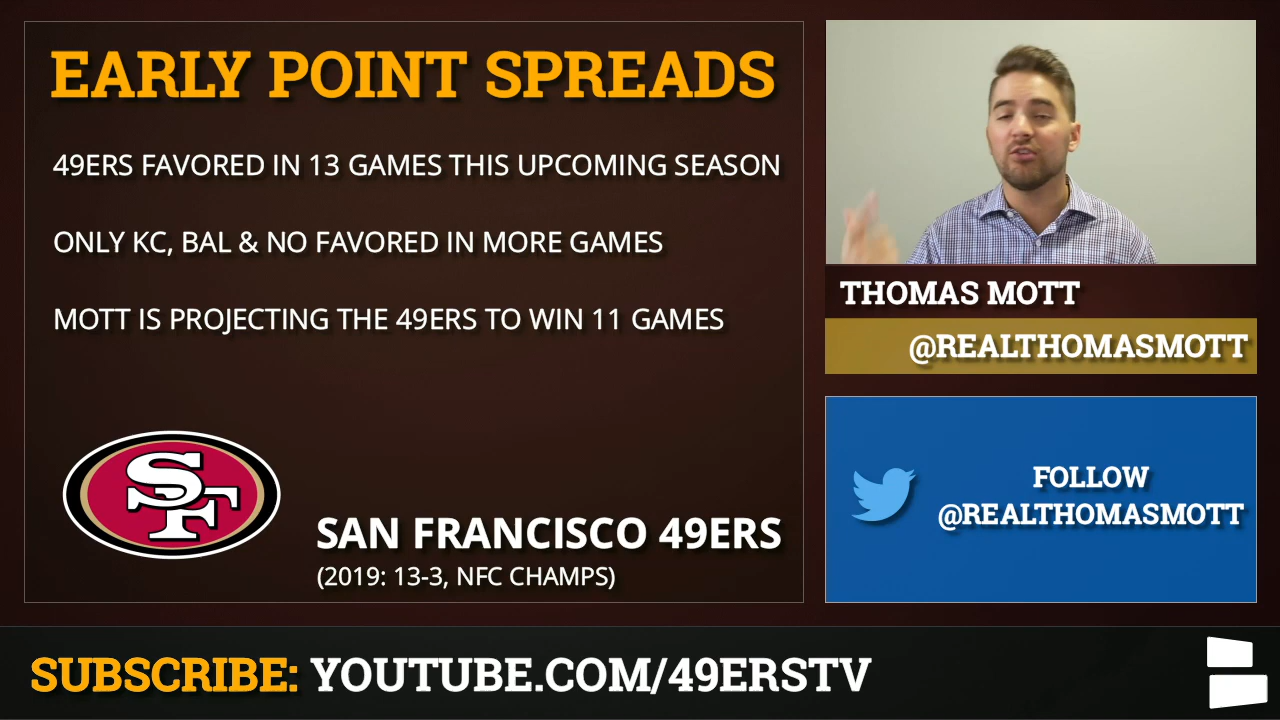 EARLY POINT SPREADS
49ERS FAVORED IN 13 GAMES THIS UPCOMING SEASON
ONLY KC, BAL & NO FAVORED IN MORE GAMES
MOTT IS PROJECTING THE 49ERS TO WIN 11 GAMES
SF
SAN FRANCISCO 49ERS
(2019: 13-3, NFC CHAMPS)
THOMAS MOTT
@REALTHOMASMOTT
FOLLOW
@REALTHOMASMOTT
SUBSCRIBE: YOUTUBE.COM/49ERSTV